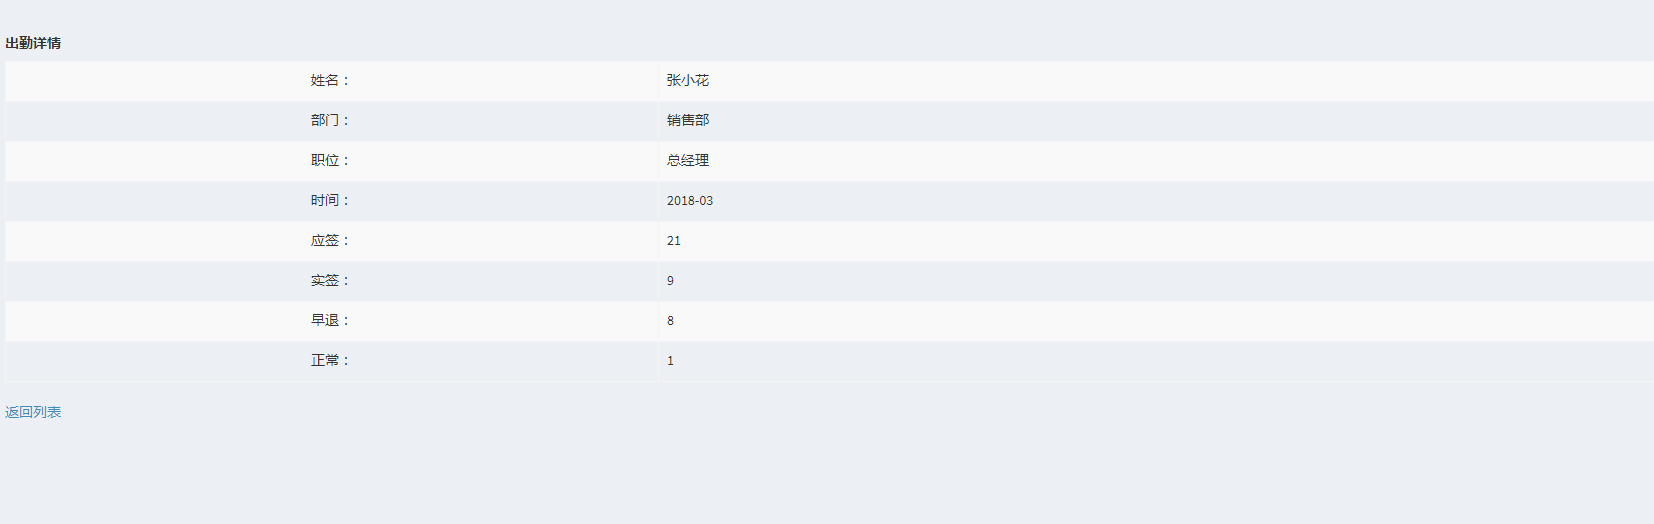 出勤详情
姓名： 张小花
部门： 销售部
职位： 总经理
时间： 2018-03
应签： 21
实签： 9
早退： 8
正常： 1
返回列表